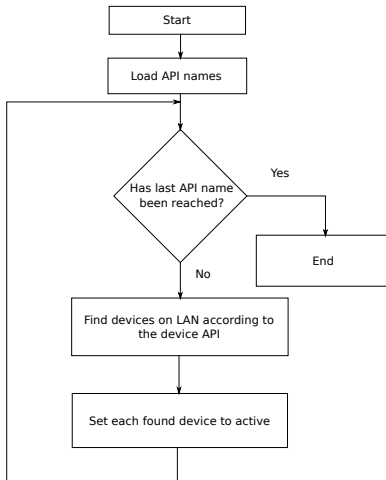 Start
Load API names
Has last API name
been reached?
Yes
End
No
Find devices on LAN according to
the device API
Set each found device to active